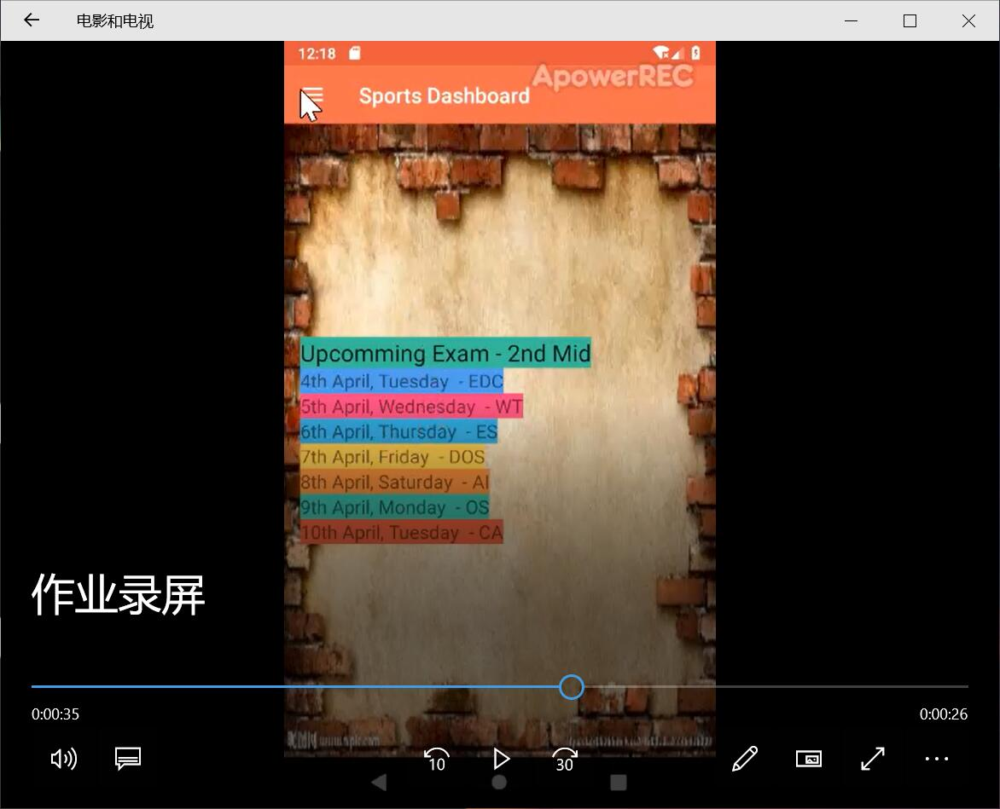 电影和电视
12:18
ApowerREC
Sports Dashboard
Upcomming Exam - 2nd Mid
4th April, Tuesday - EDC
5th April, Wednesday - WT
6th April, Thursday - ES
7th April, Friday - DOS
8th April, Saturday - AI
9th April, Monday - OS
10th April, Tuesday - CA
作业录屏
0:00:35
0:00:26
10
30